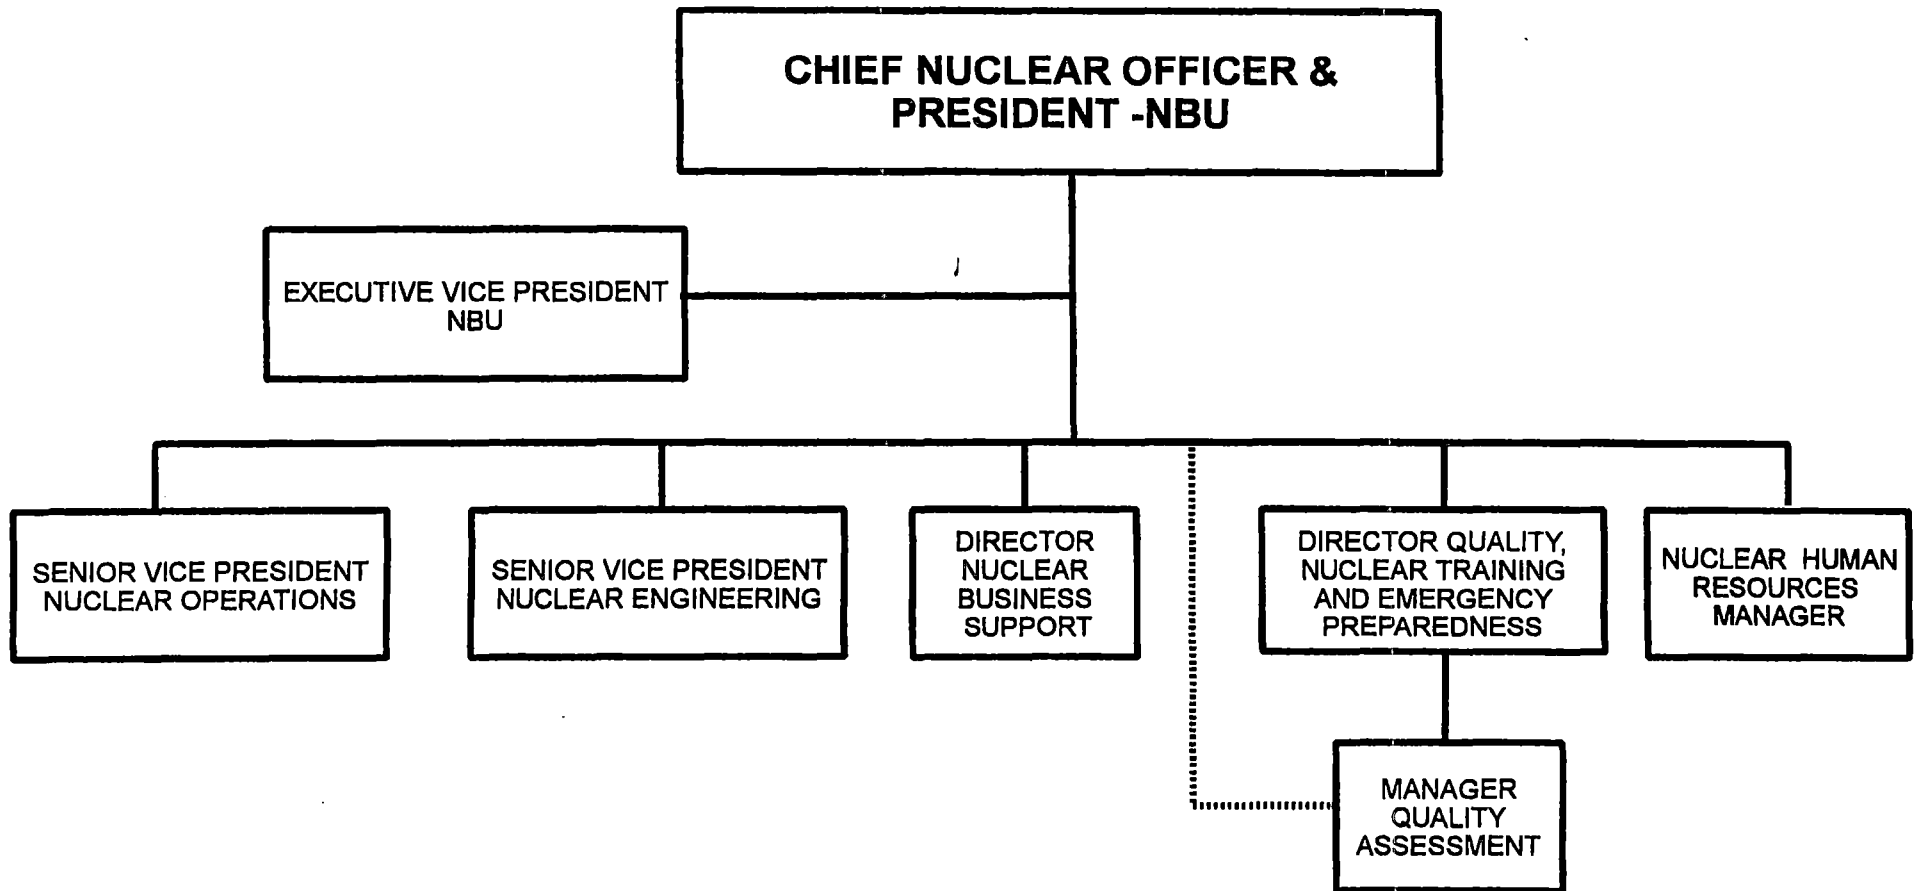 CHIEF NUCLEAR OFFICER &
PRESIDENT -NBU
EXECUTIVE VICE PRESIDENT
NBU
SENIOR VICE PRESIDENT
NUCLEAR OPERATIONS
SENIOR VICE PRESIDENT
NUCLEAR ENGINEERING
DIRECTOR
NUCLEAR
BUSINESS
SUPPORT
DIRECTOR QUALITY,
NUCLEAR TRAINING
AND EMERGENCY
PREPAREDNESS
NUCLEAR HUMAN
RESOURCES
MANAGER
MANAGER
QUALITY
ASSESSMENT